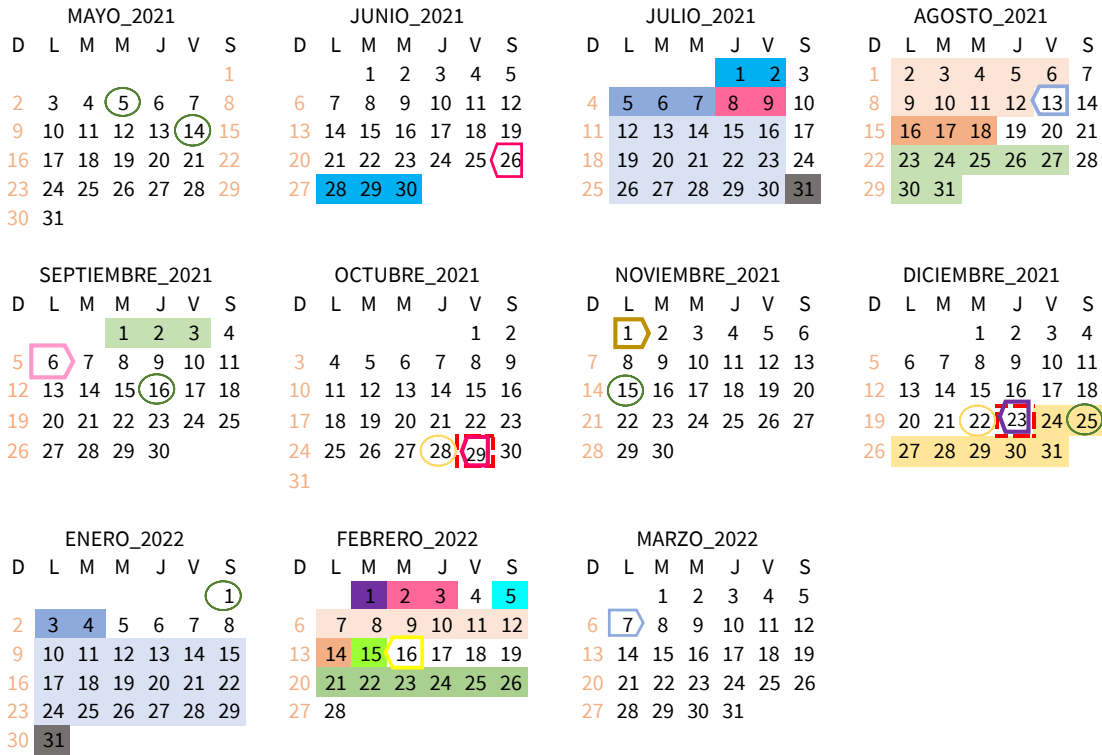 MAYO_2021
D L M M J V S
1
2 3 4 5 6 7 8
9 10 11 12 13 14 15
16 17 18 19 20 21 22
23 24 25 26 27 28 29
30 31
JUNIO_2021
D L M M J V S
1 2 3 4 5
6 7 8 9 10 11 12
13 14 15 16 17 18 19
20 21 22 23 24 25 26
27 28 29 30
JULIO_2021
D L M M J V S
1 2 3
4 5 6 7 8 9 10
11 12 13 14 15 16 17
18 19 20 21 22 23 24
25 26 27 28 29 30 31
AGOSTO_2021
D L M M J V S
1 2 3 4 5 6 7
8 9 10 11 12 13 14
15 16 17 18 19 20 21
22 23 24 25 26 27 28
29 30 31
SEPTIEMBRE_2021
D L M M J V S
1 2 3 4
5 6 7 8 9 10 11
12 13 14 15 16 17 18
19 20 21 22 23 24 25
26 27 28 29 30
OCTUBRE_2021
D L M M J V S
1 2
3 4 5 6 7 8 9
10 11 12 13 14 15 16
17 18 19 20 21 22 23
24 25 26 27 28 29 30
31
NOVIEMBRE_2021
D L M M J V S
1 2 3 4 5 6
7 8 9 10 11 12 13
14 15 16 17 18 19 20
21 22 23 24 25 26 27
28 29 30
DICIEMBRE_2021
D L M M J V S
1 2 3 4
5 6 7 8 9 10 11
12 13 14 15 16 17 18
19 20 21 22 23 24 25
26 27 28 29 30 31
ENERO_2022
D L M M J V S
1
2 3 4 5 6 7 8
9 10 11 12 13 14 15
16 17 18 19 20 21 22
23 24 25 26 27 28 29
30 31
FEBRERO_2022
D L M M J V S
1 2 3 4 5
6 7 8 9 10 11 12
13 14 15 16 17 18 19
20 21 22 23 24 25 26
27 28
MARZO_2022
D L M M J V S
1 2 3 4 5
6 7 8 9 10 11 12
13 14 15 16 17 18 19
20 21 22 23 24 25 26
27 28 29 30 31